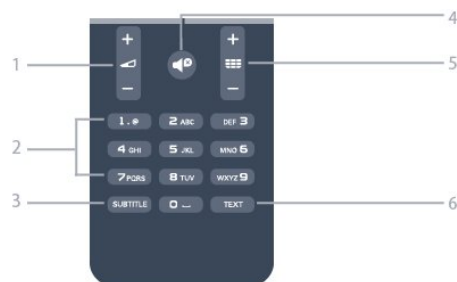 4
+ +
1 5
- -
1.@ 2 ABC DEF 3
2
4 GHI 5 JKL MNO 6
7 PQRS 8 TUV WXYZ 9
3 SUBTITLE 0 ⎵ TEXT 6